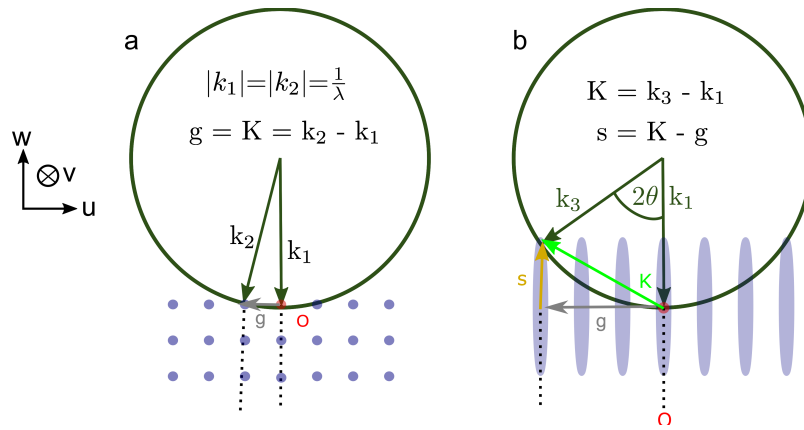 a
|k₁|=|k₂|=1/λ
g = K = k₂ - k₁
w
v
u
k₂
k₁
g
O
b
K = k₃ - k₁
s = K - g
k₃
2θ
k₁
s
K
g
O